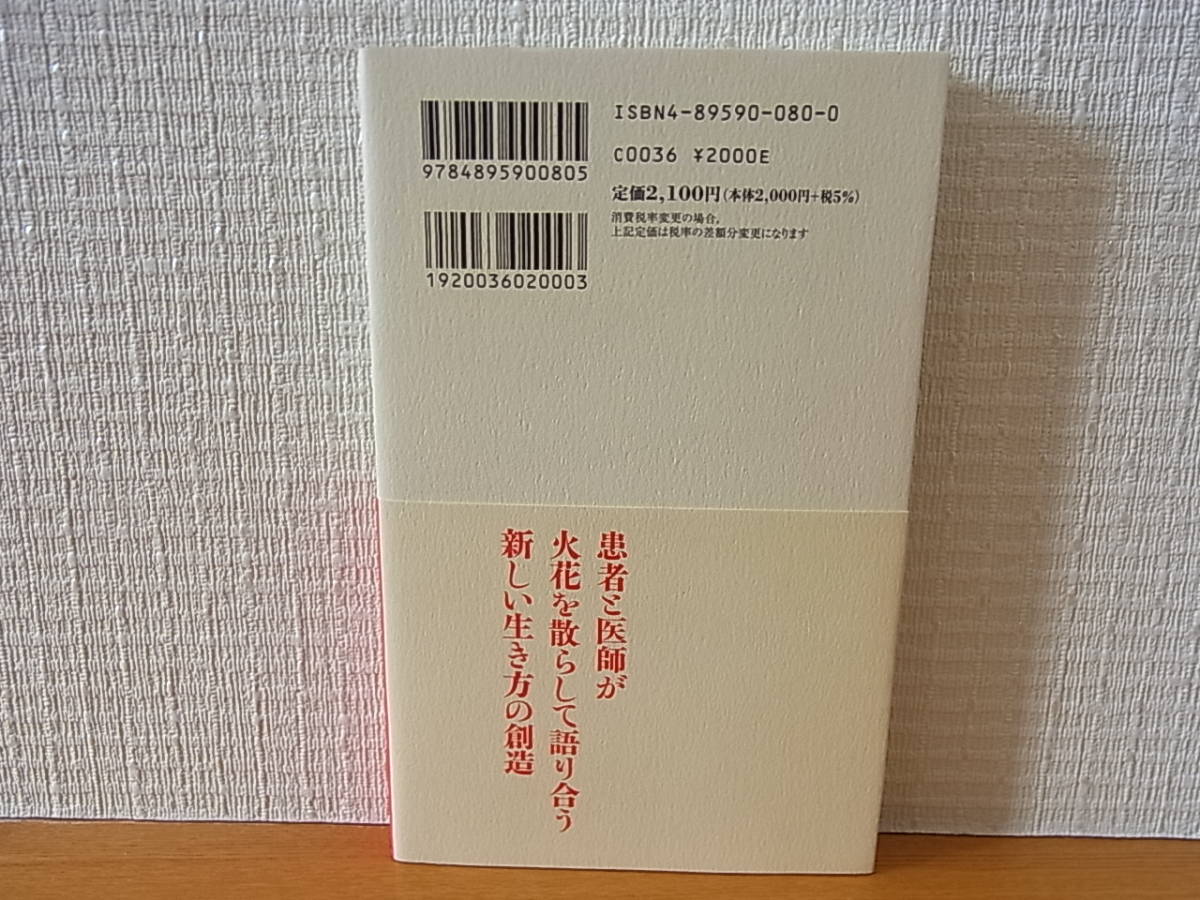 ISBN4-89590-080-0
C0036 ¥2000E
定価2,100円(本体2,000円+税5%)
消費税率変更の場合,
上記定価は税率の差額分変更になります
9784895900805
1920036020003
患者と医師が
火花を散らして語り合う
新しい生き方の創造